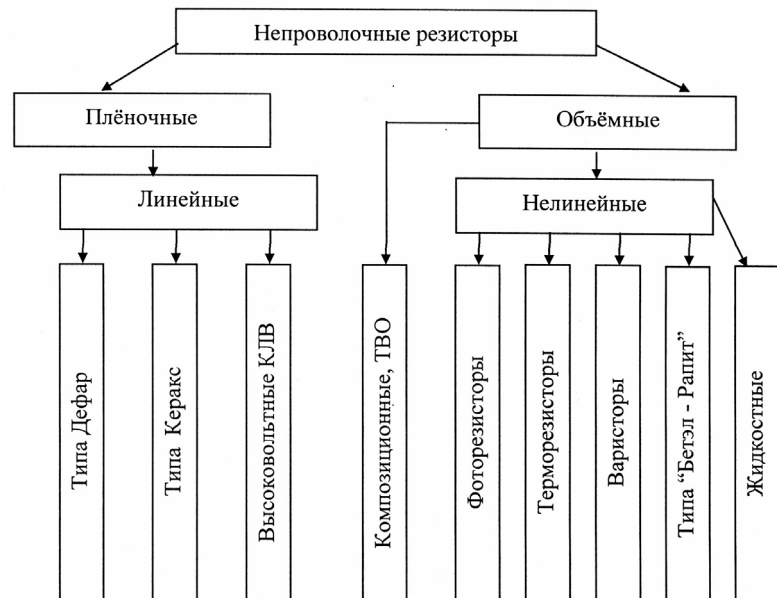 Непроволочные резисторы
Плёночные
Объёмные
Линейные
Нелинейные
Типа Дефар
Типа Керакс
Высоковольтные КЛВ
Композиционные, ТВО
Фоторезисторы
Терморезисторы
Варисторы
Типа “Бетэл - Рапит”
Жидкостные